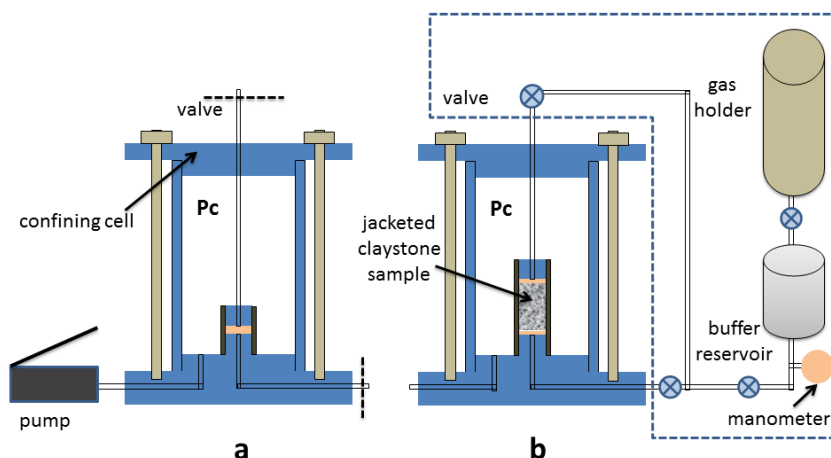 valve
confining cell
Pc
pump
a
valve
Pc
jacketed
claystone
sample
gas
holder
buffer
reservoir
manometer
b